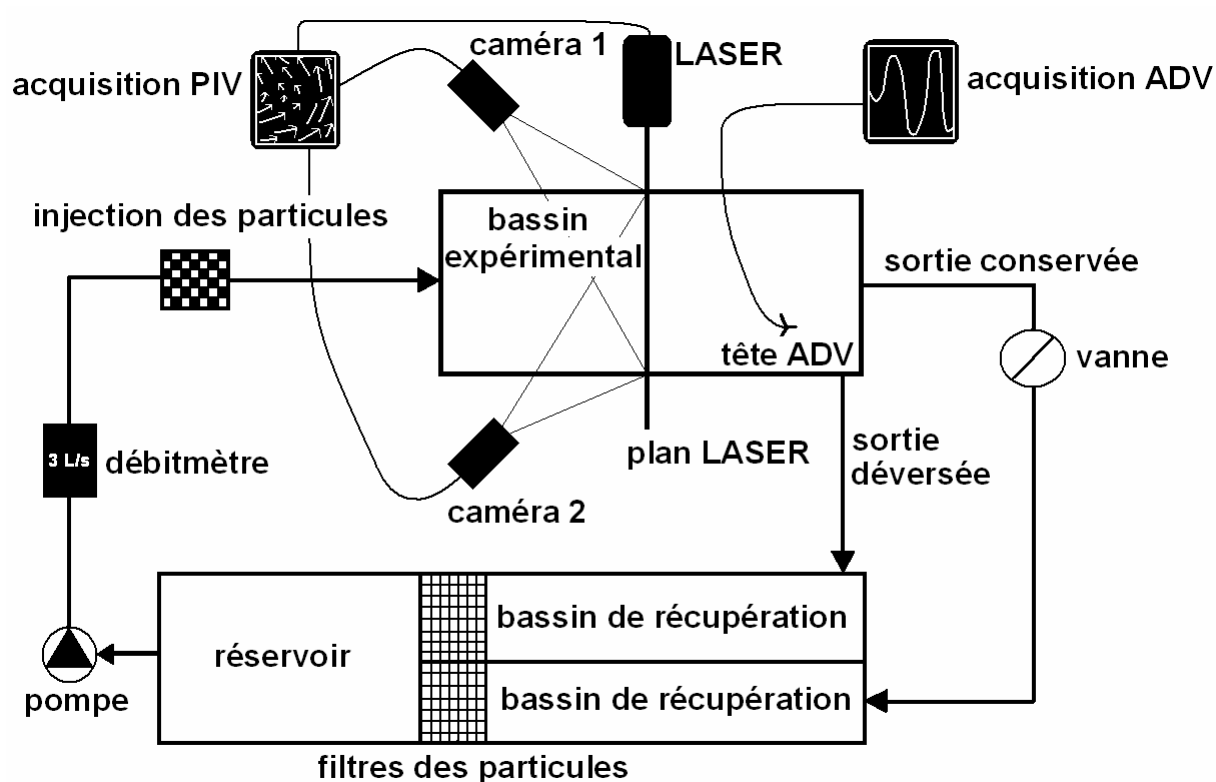 caméra 1
LASER
acquisition PIV
acquisition ADV
injection des particules
bassin
expérimental
sortie conservée
tête ADV
vanne
3 L/s
débitmètre
plan LASER
sortie
déversée
caméra 2
bassin de récupération
réservoir
bassin de récupération
pompe
filtres des particules